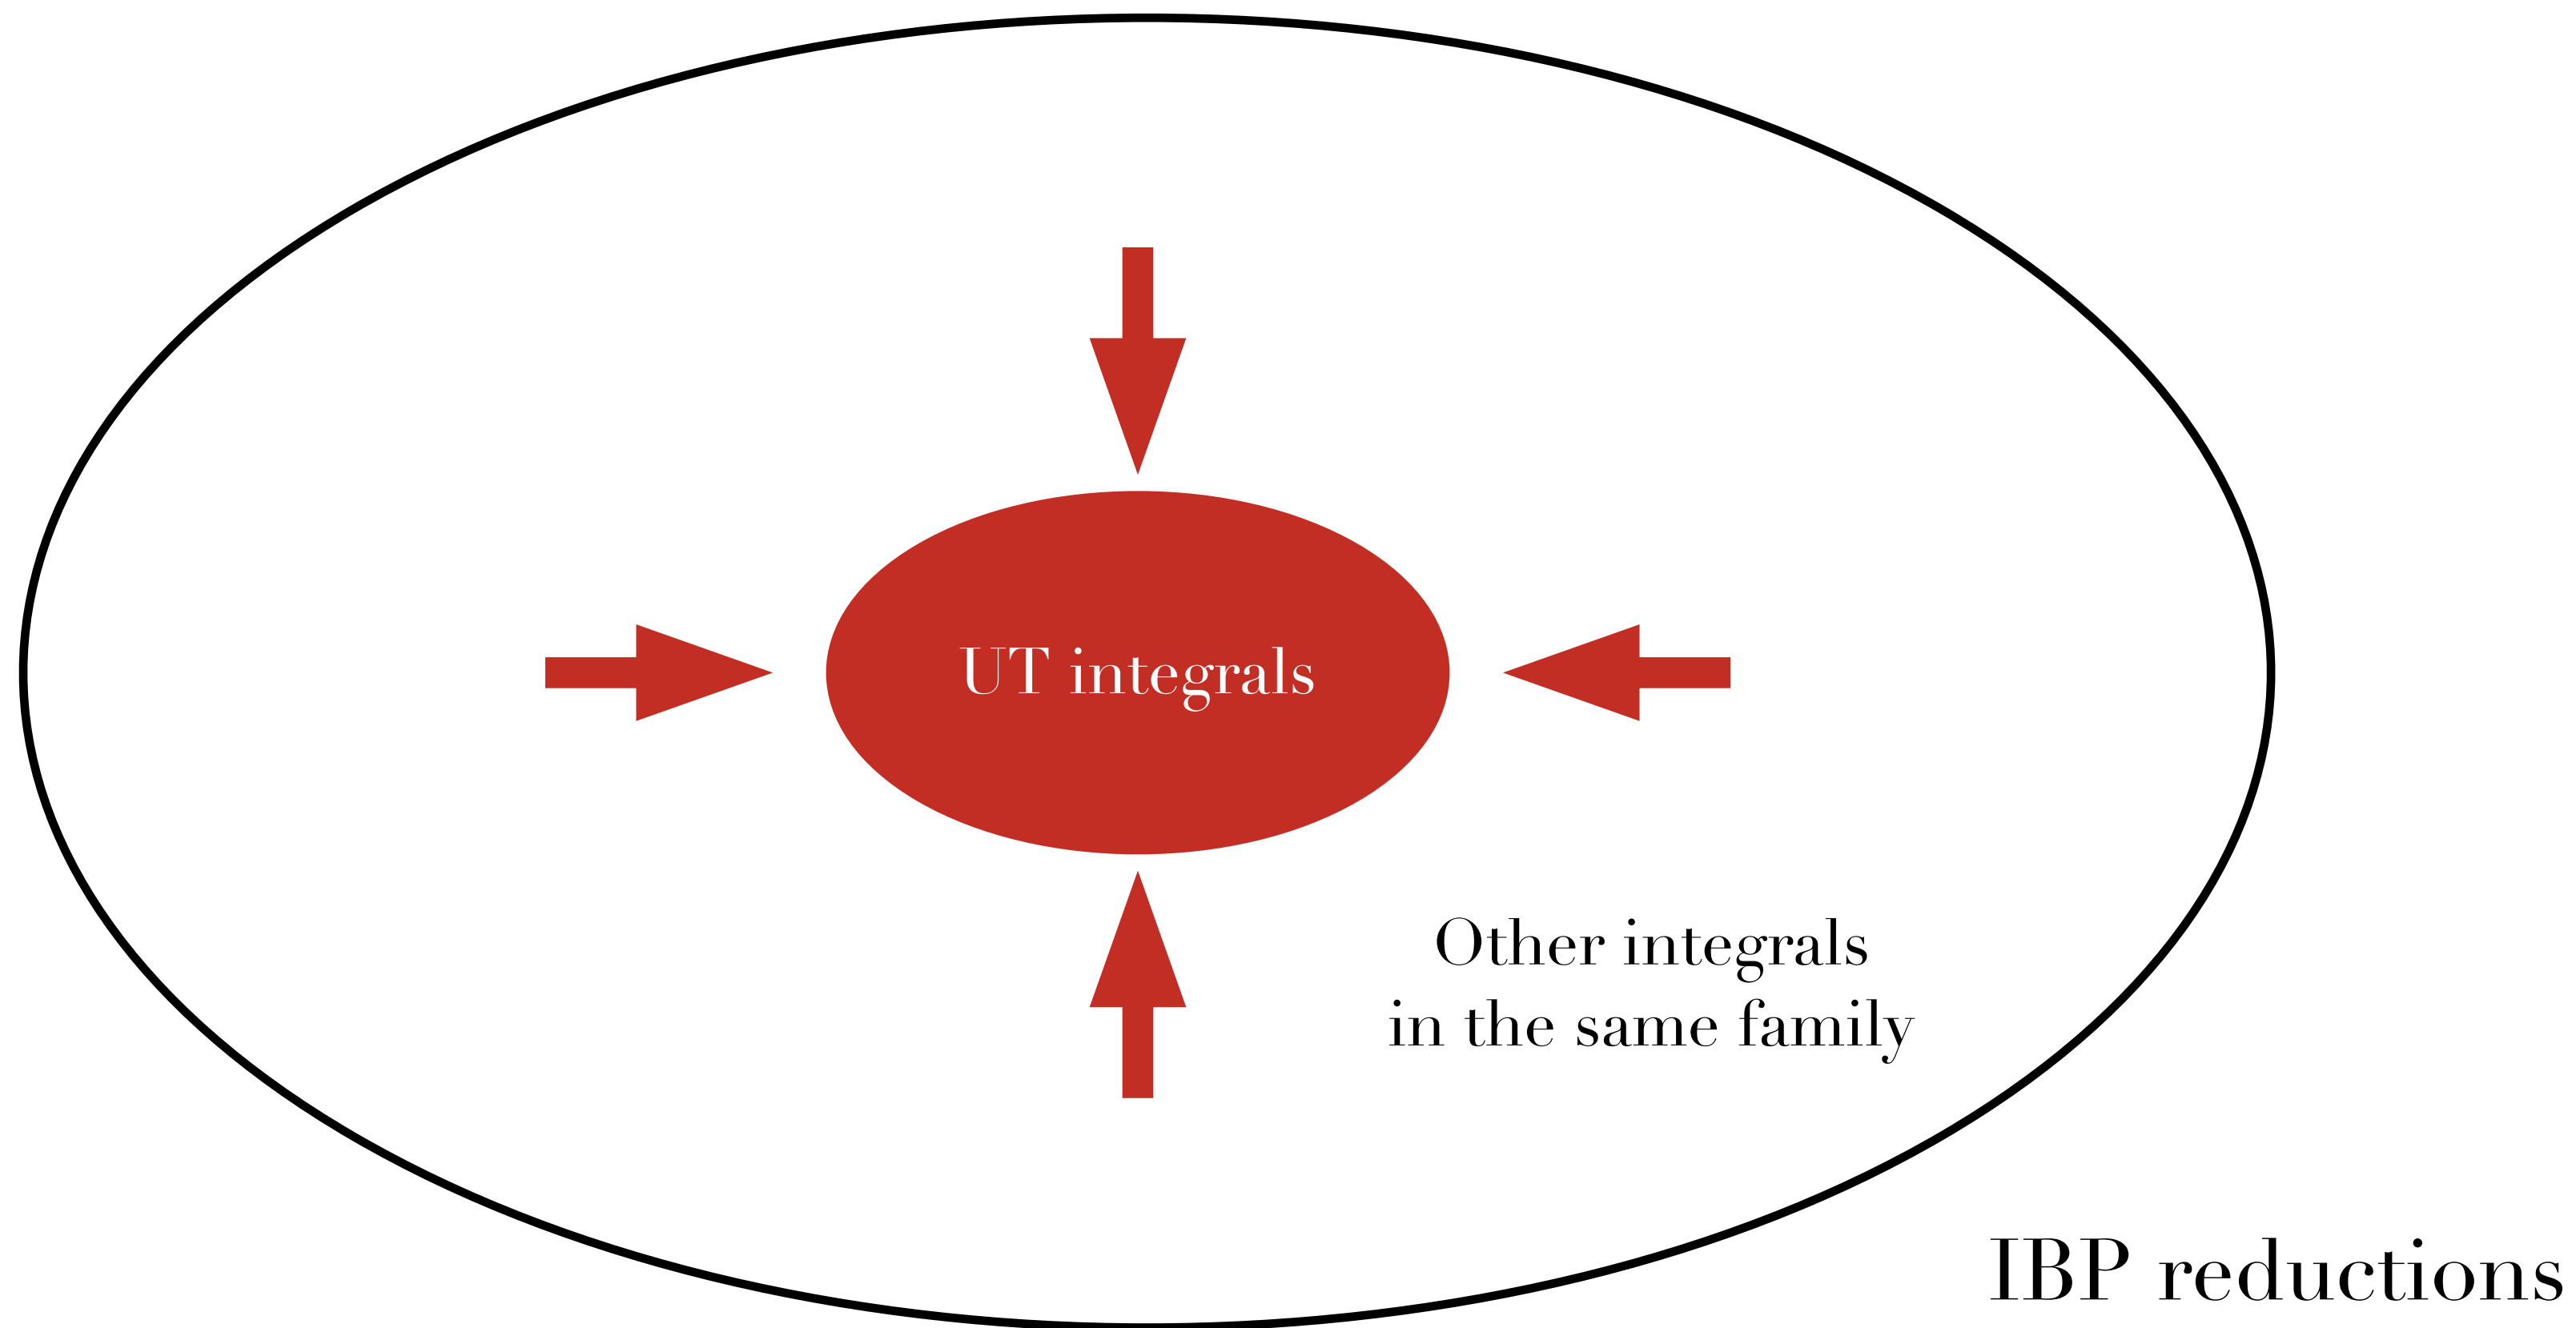 UT integrals
Other integrals
in the same family
IBP reductions